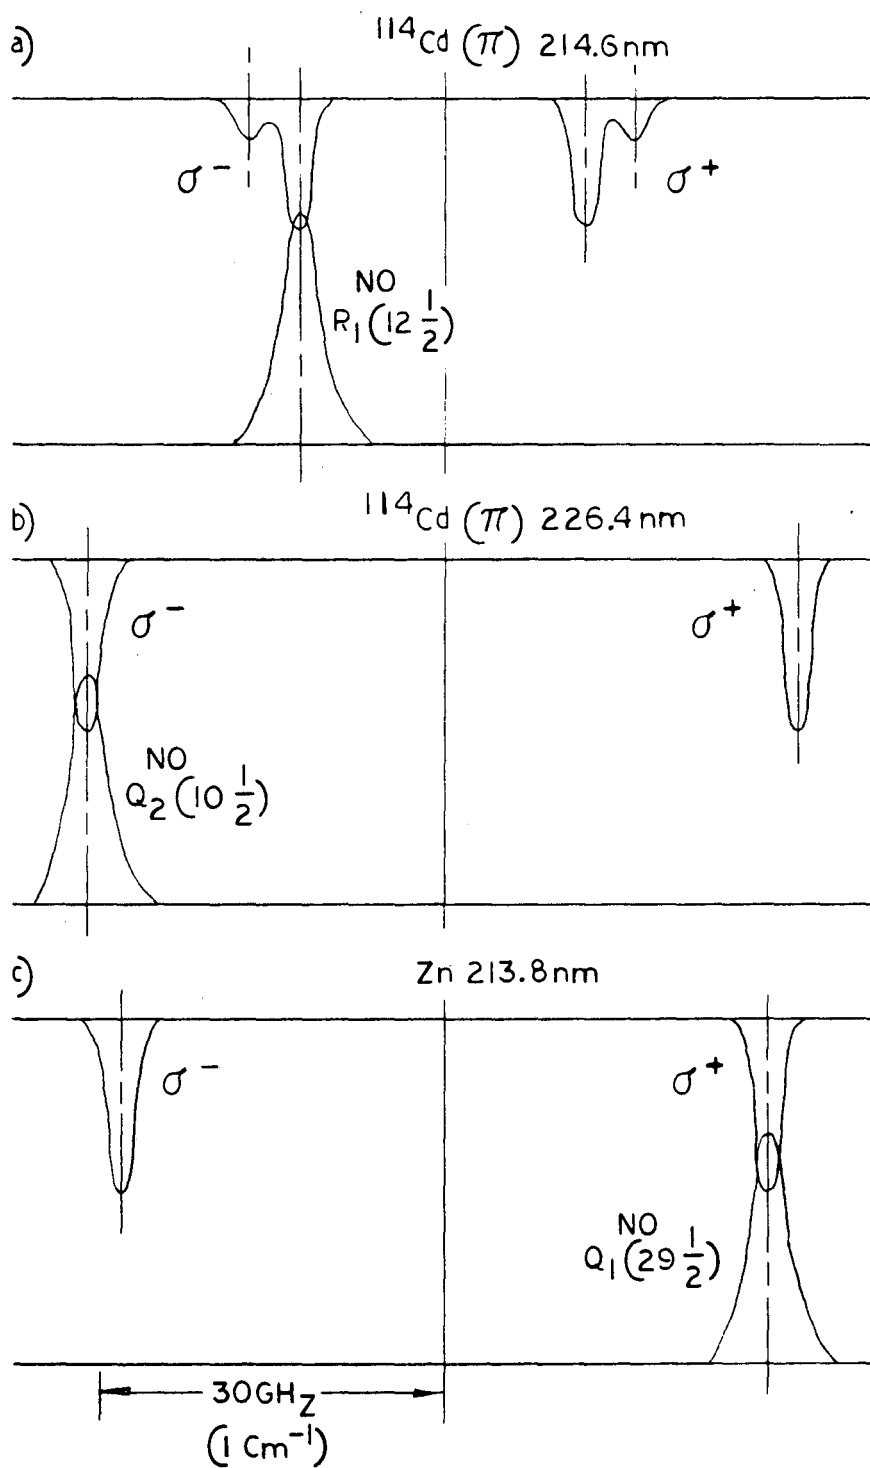 a)
¹¹⁴Cd (π) 214.6nm
σ⁻
σ⁺
NO
R₁(12 1/2)
b)
¹¹⁴Cd (π) 226.4nm
σ⁻
σ⁺
NO
Q₂(10 1/2)
c)
Zn 213.8nm
σ⁻
σ⁺
NO
Q₁(29 1/2)
30GHz
(1 Cm⁻¹)